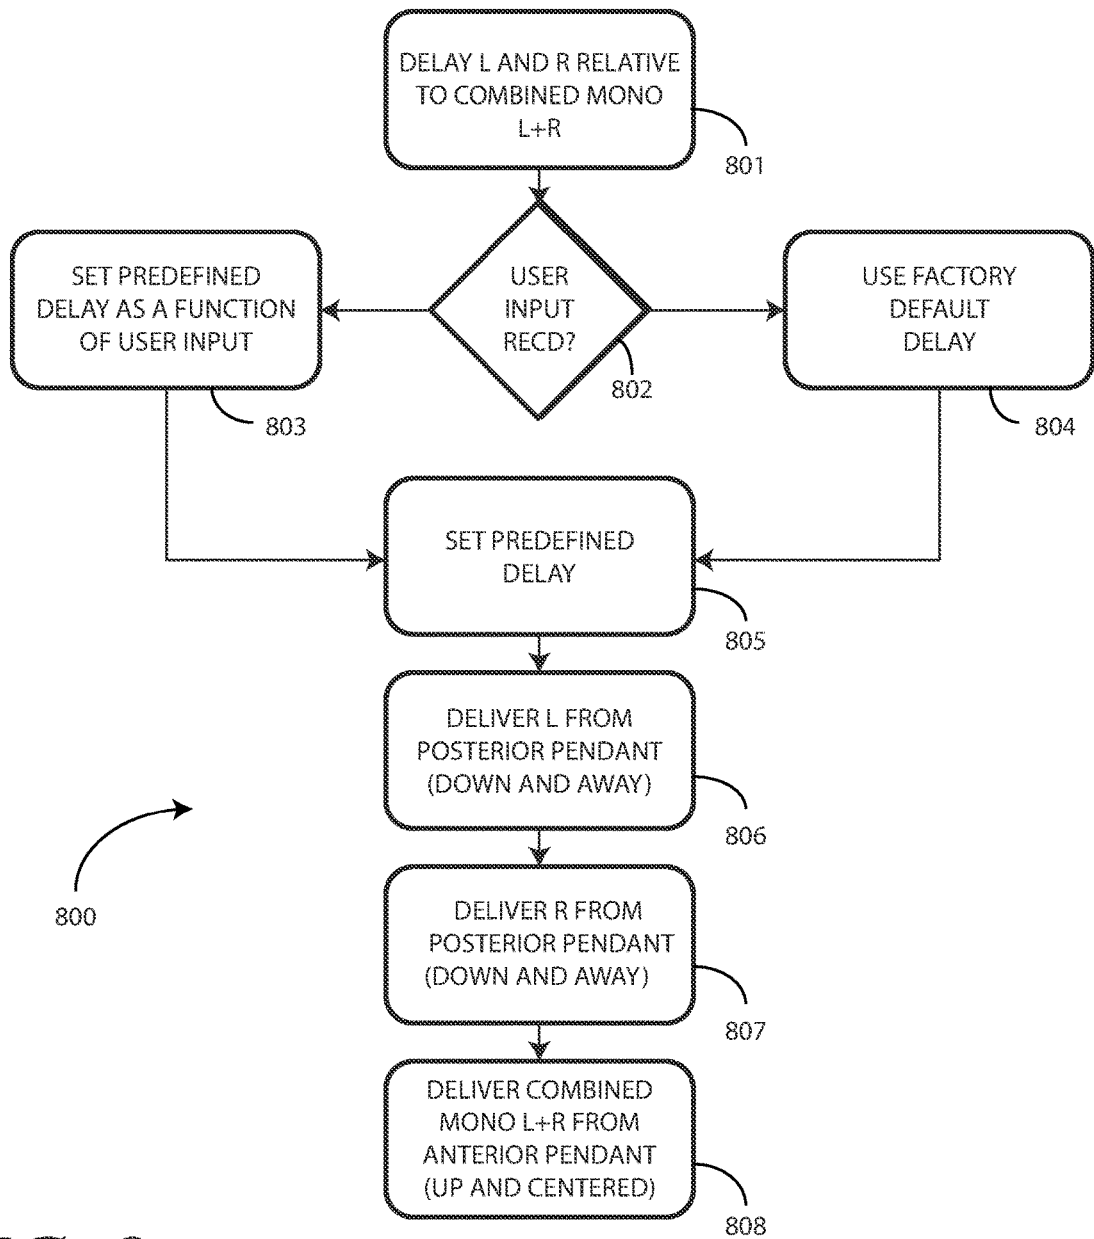 DELAY L AND R RELATIVE
TO COMBINED MONO
L+R
801
SET PREDEFINED
DELAY AS A FUNCTION
OF USER INPUT
803
USER
INPUT
RECD?
802
USE FACTORY
DEFAULT
DELAY
804
SET PREDEFINED
DELAY
805
DELIVER L FROM
POSTERIOR PENDANT
(DOWN AND AWAY)
806
800
DELIVER R FROM
POSTERIOR PENDANT
(DOWN AND AWAY)
807
DELIVER COMBINED
MONO L+R FROM
ANTERIOR PENDANT
(UP AND CENTERED)
808